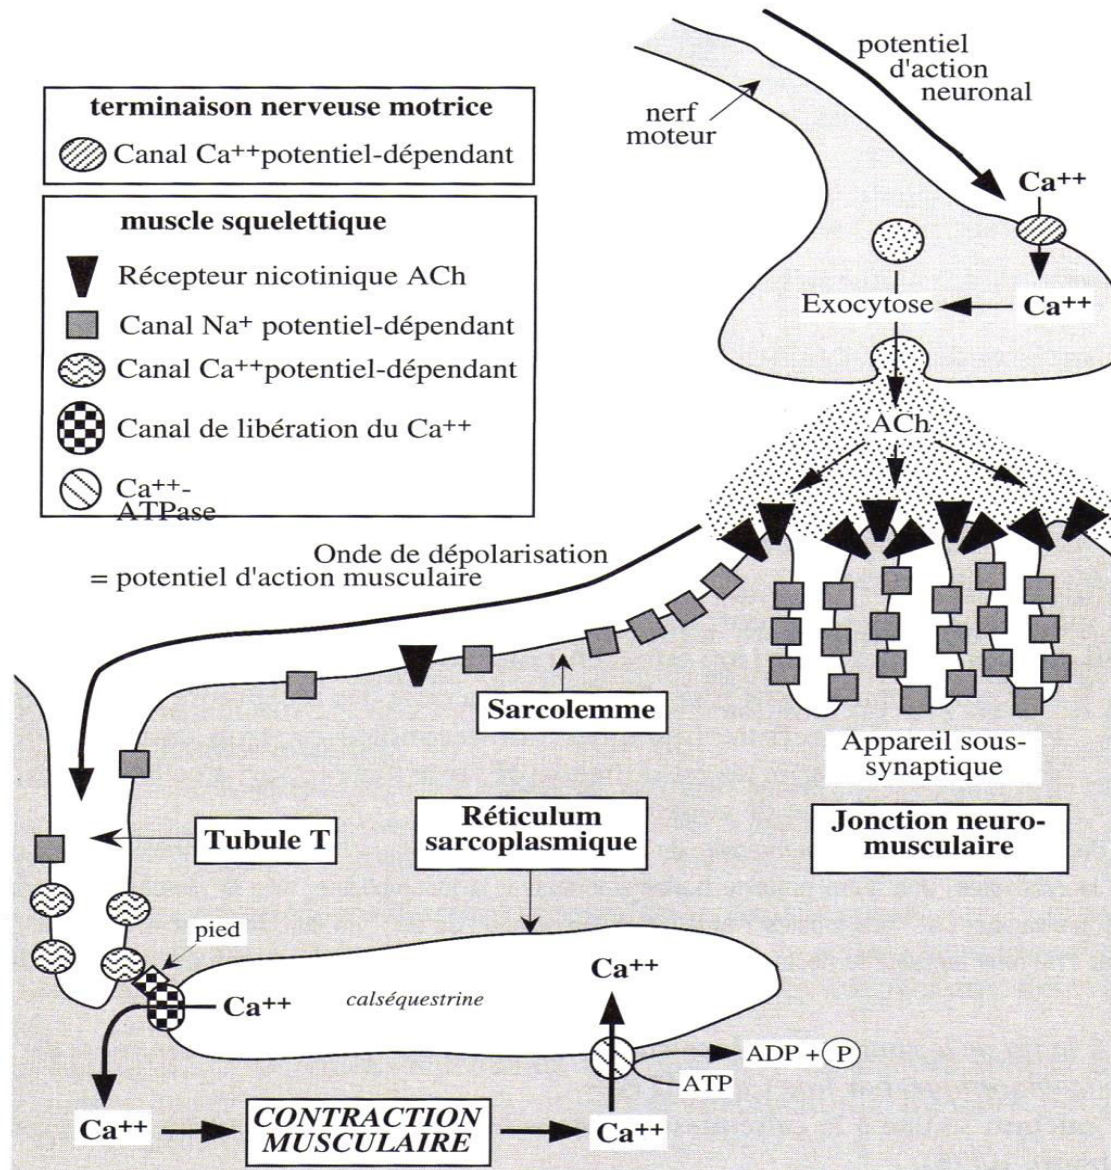 potentiel
d'action
neuronal
nerf
moteur
terminaison nerveuse motrice
Canal Ca⁺⁺potentiel-dépendant
muscle squelettique
Récepteur nicotinique ACh
Canal Na⁺ potentiel-dépendant
Canal Ca⁺⁺potentiel-dépendant
Canal de libération du Ca⁺⁺
Ca⁺⁺-
ATPase
Ca⁺⁺
Exocytose
Ca⁺⁺
ACh
Onde de dépolarisation
= potentiel d'action musculaire
Sarcolemme
Appareil sous-
synaptique
Jonction neuro-
musculaire
Tubule T
Réticulum
sarcoplasmique
pied
Ca⁺⁺
calséquestrine
Ca⁺⁺
ADP + P
ATP
Ca⁺⁺
CONTRACTION
MUSCULAIRE
Ca⁺⁺